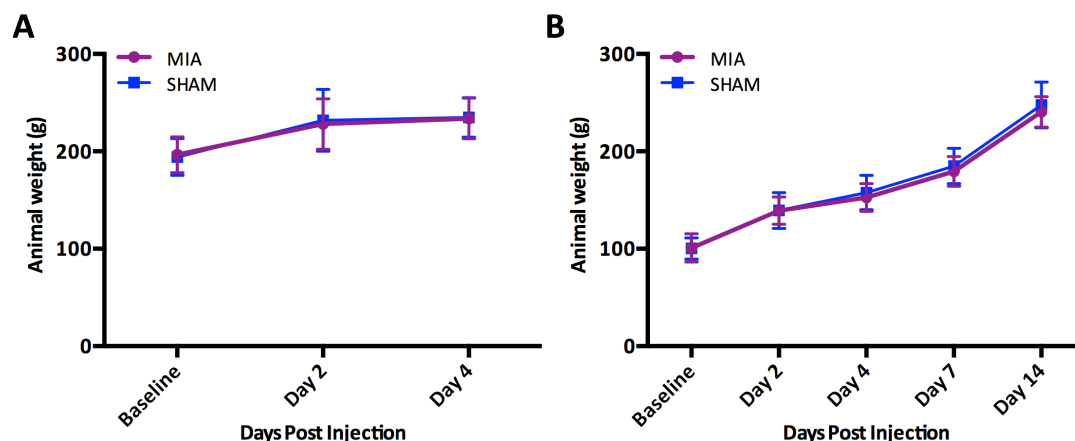 A
300
200
100
0
Animal weight (g)
MIA
SHAM
Baseline
Day 2
Day 4
Days Post Injection
B
300
200
100
0
Animal weight (g)
MIA
SHAM
Baseline
Day 2
Day 4
Day 7
Day 14
Days Post Injection